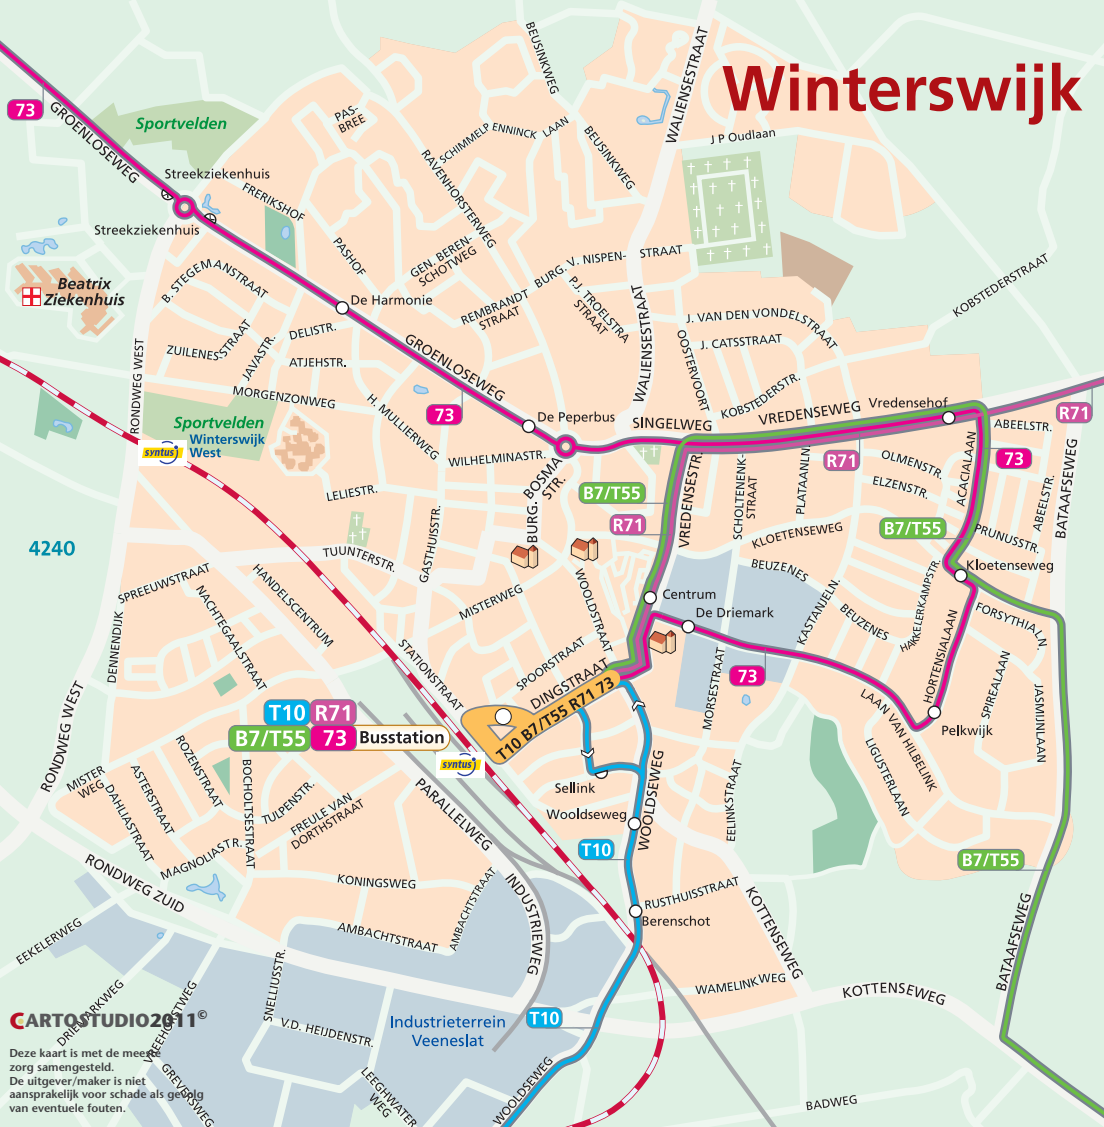 Winterswijk
73
GROENLOSEWEG
Sportvelden
Streekziekenhuis
Streekziekenhuis
FRERIKSHOF
PAS-
BREE
BEUSINKWEG
SCHIMMELPENNINCK LAAN
BEUSINKWEG
WALIENSESTRAAT
J P Oudlaan
RAVENHORSTERWEG
PASHOF
GEN. BEREN-
SCHOTWEG
BURG. V. NISPEN- STRAAT
P.J. TROELSTRA
STRAAT
REMBRANDT
STRAAT
KOBSTEDERSTRAAT
Beatrix
Ziekenhuis
B. STEGEMANSTRAAT
De Harmonie
DELISTR.
ZUILENESSTRAAT
JAVASTR.
ATJEHSTR.
GROENLOSEWEG
WALIENSESTRAAT
OOSTERVOORT
J. VAN DEN VONDELSTRAAT
J. CATSSTRAAT
KOBSTEDERSTR.
RONDWEG WEST
MORGENZONWEG
H. MULLIERWEG
73
De Peperbus
SINGELWEG
VREDENSEWEG
Vredensehof
R71
ABEELSTR.
Sportvelden
syntus
Winterswijk
West
WILHELMINASTR.
BURG. BOSMA
STR.
LELIESTR.
B7/T55
R71
VREDENSESTR.
SCHOLTENENK-
STRAAT
PLATAANLN.
R71
OLMENSTR.
ELZENSTR.
ACACIALAAN
73
ABEELSTR.
BATAAFSEWEG
B7/T55
PRUNUSSTR.
KLOETENSEWEG
Kloetenseweg
4240
TUUNTERSTR.
GASTHUISSTR.
MISTERWEG
WOOLDSTRAAT
BEUZENES
Centrum
De Driemark
KASTANJELN.
BEUZENES
HAKKELERKAMPSTR.
FORSYTHIALN.
SPREEUWSTRAAT
NACHTEGAALSTRAAT
HANDELSCENTRUM
DENNENDIJK
STATIONSTRAAT
SPOORSTRAAT
DINGSTRAAT
T10 B7/T55 R71 73
MORSESTRAAT
73
LAAN VAN HILBELINK
HORTENSIALAAN
Pelkwijk
SPIREALAAN
JASMIJNLAAN
LIGUSTERLAAN
T10 R71
B7/T55 73 Busstation
syntus
RONDWEG WEST
MISTER
WEG
ASTERSTRAAT
DAHLIASTRAAT
ROZENSTRAAT
BOCHOLTSESTRAAT
TULPENSTR.
FREULE VAN
DORTHSTRAAT
MAGNOLIASTR.
PARALLELWEG
Sellink
Wooldseweg
WOOLDSEWEG
EELINKSTRAAT
T10
B7/T55
RONDWEG ZUID
KONINGSWEG
AMBACHTSTRAAT
AMBACHTSTRAAT
INDUSTRIEWEG
RUSTHUISSTRAAT
Berenschot
KOTTENSEWEG
WAMELINKWEG
KOTTENSEWEG
BATAAFSEWEG
EEKELERWEG
DRIEMARKWEG
VREEHORSTWEG
SNELLIUSSTR.
V.D. HEIJDENSTR.
Industrieterrein
Veeneslat
T10
GREVERSWEG
LEEGHWATER
WEG
WOOLDSEWEG
BADWEG
CARTOSTUDIO2011©
Deze kaart is met de meeste
zorg samengesteld.
De uitgever/maker is niet
aansprakelijk voor schade als gevolg
van eventuele fouten.